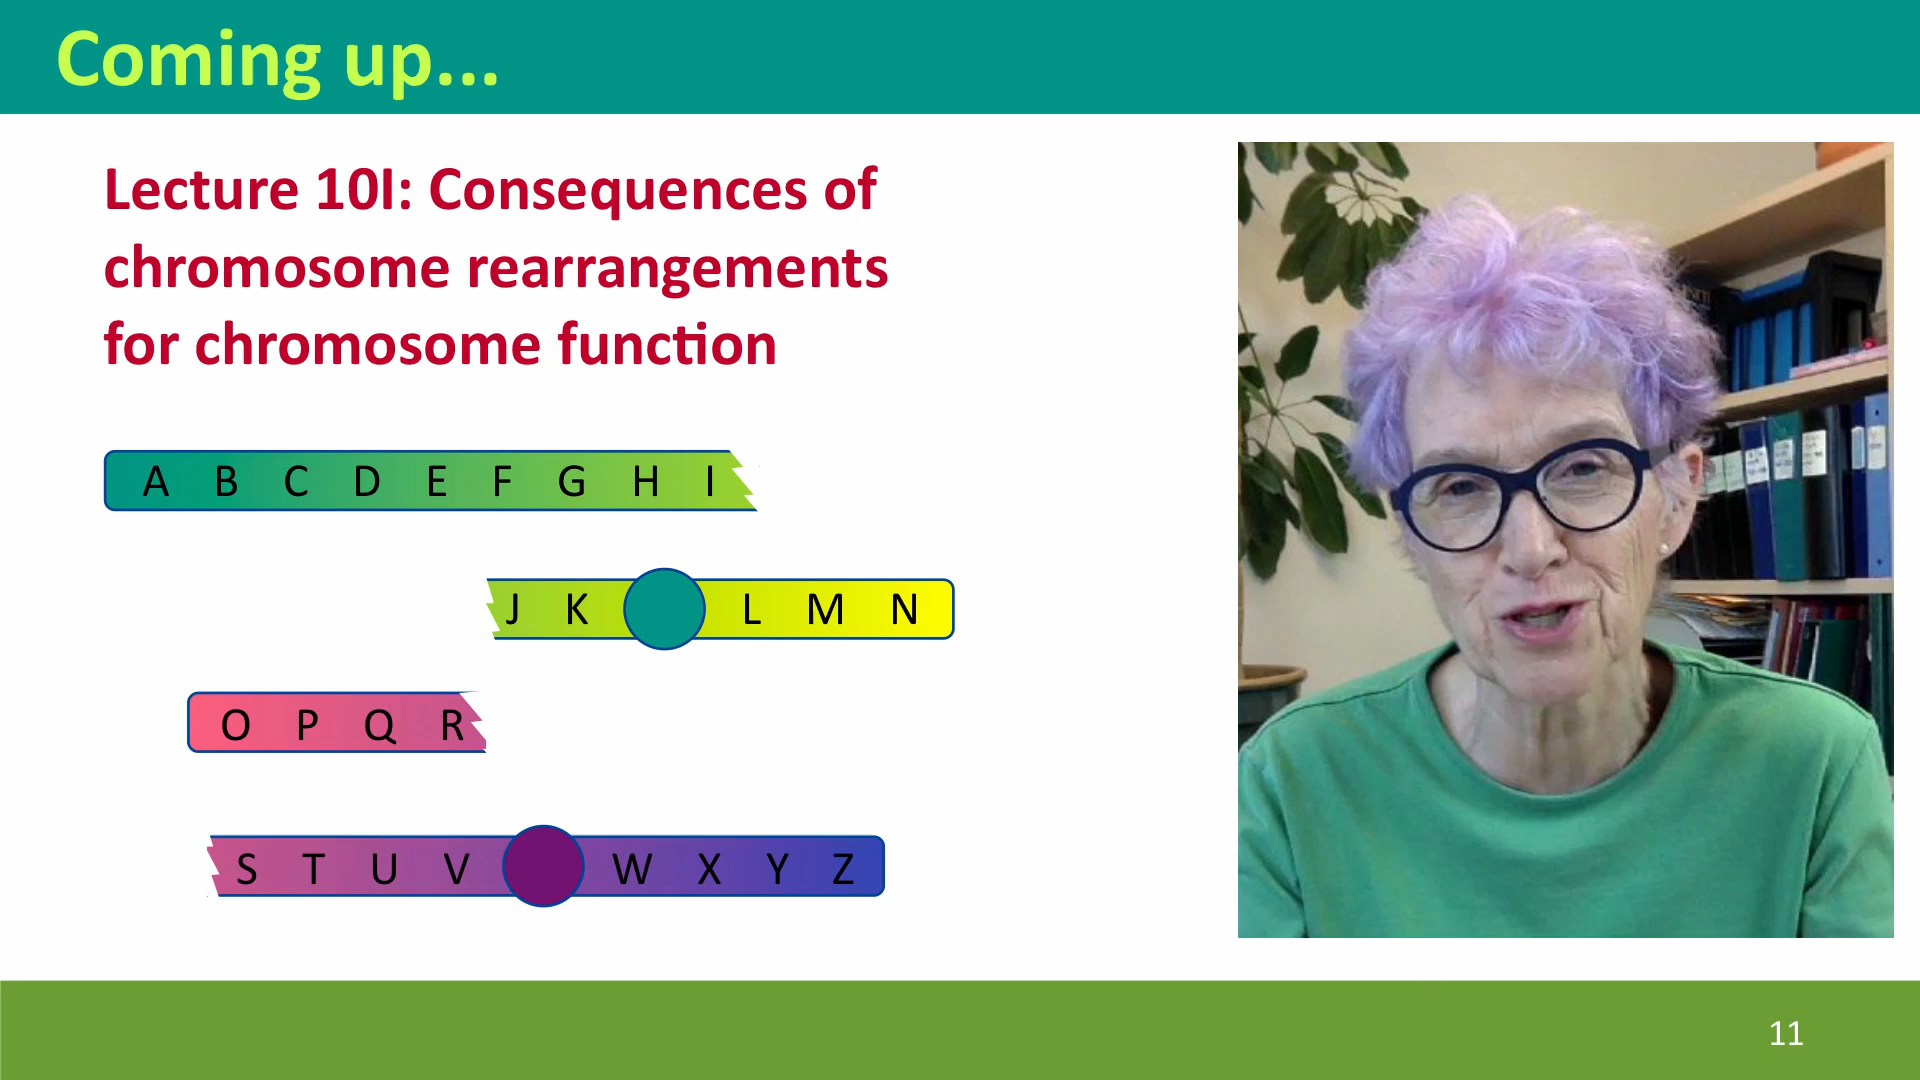 Coming up...
Lecture 10I: Consequences of
chromosome rearrangements
for chromosome function
A B C D E F G H I
J K L M N
O P Q R
S T U V W X Y Z
11